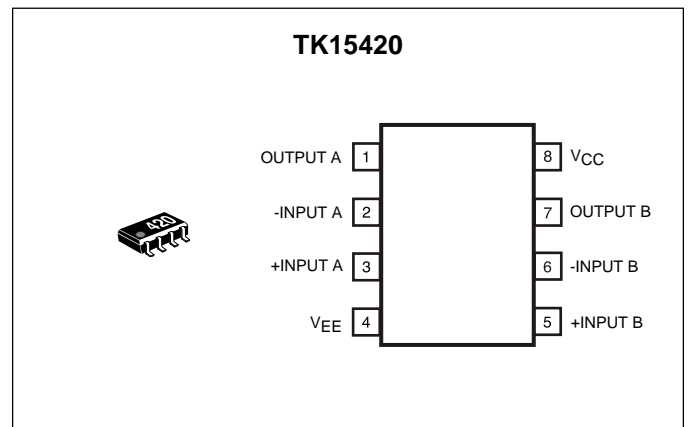 TK15420
420
OUTPUT A 1
-INPUT A 2
+INPUT A 3
VEE 4
8 VCC
7 OUTPUT B
6 -INPUT B
5 +INPUT B